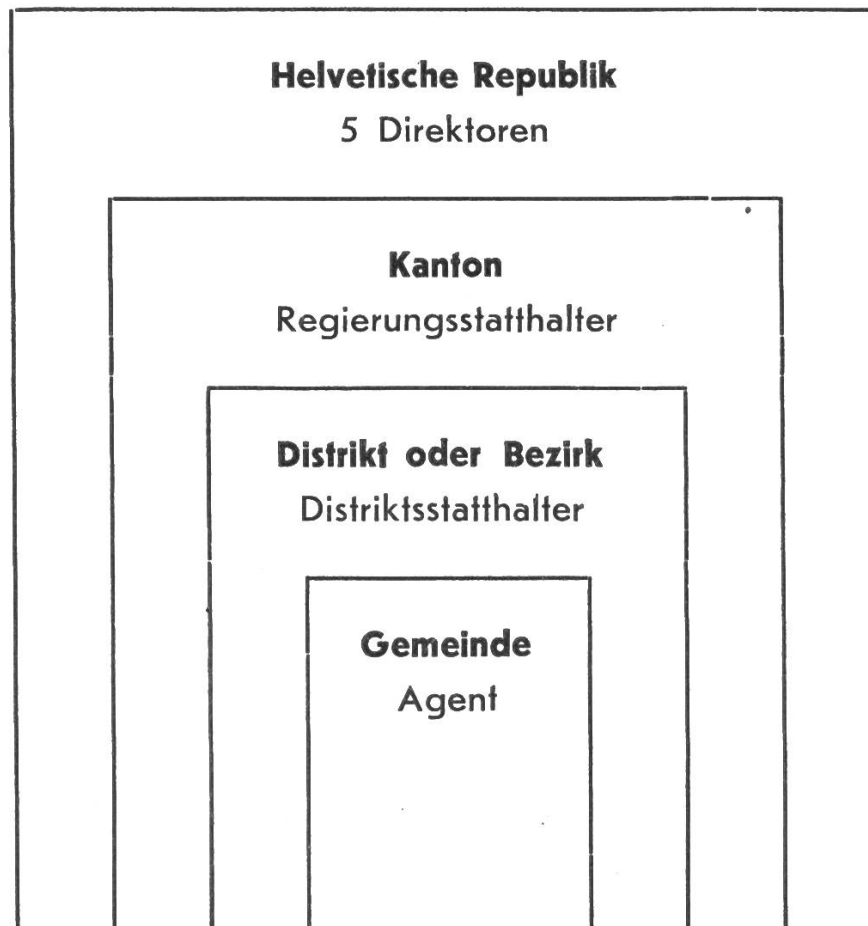 Helvetische Republik
5 Direktoren
Kanton
Regierungsstatthalter
Distrikt oder Bezirk
Distriktsstatthalter
Gemeinde
Agent